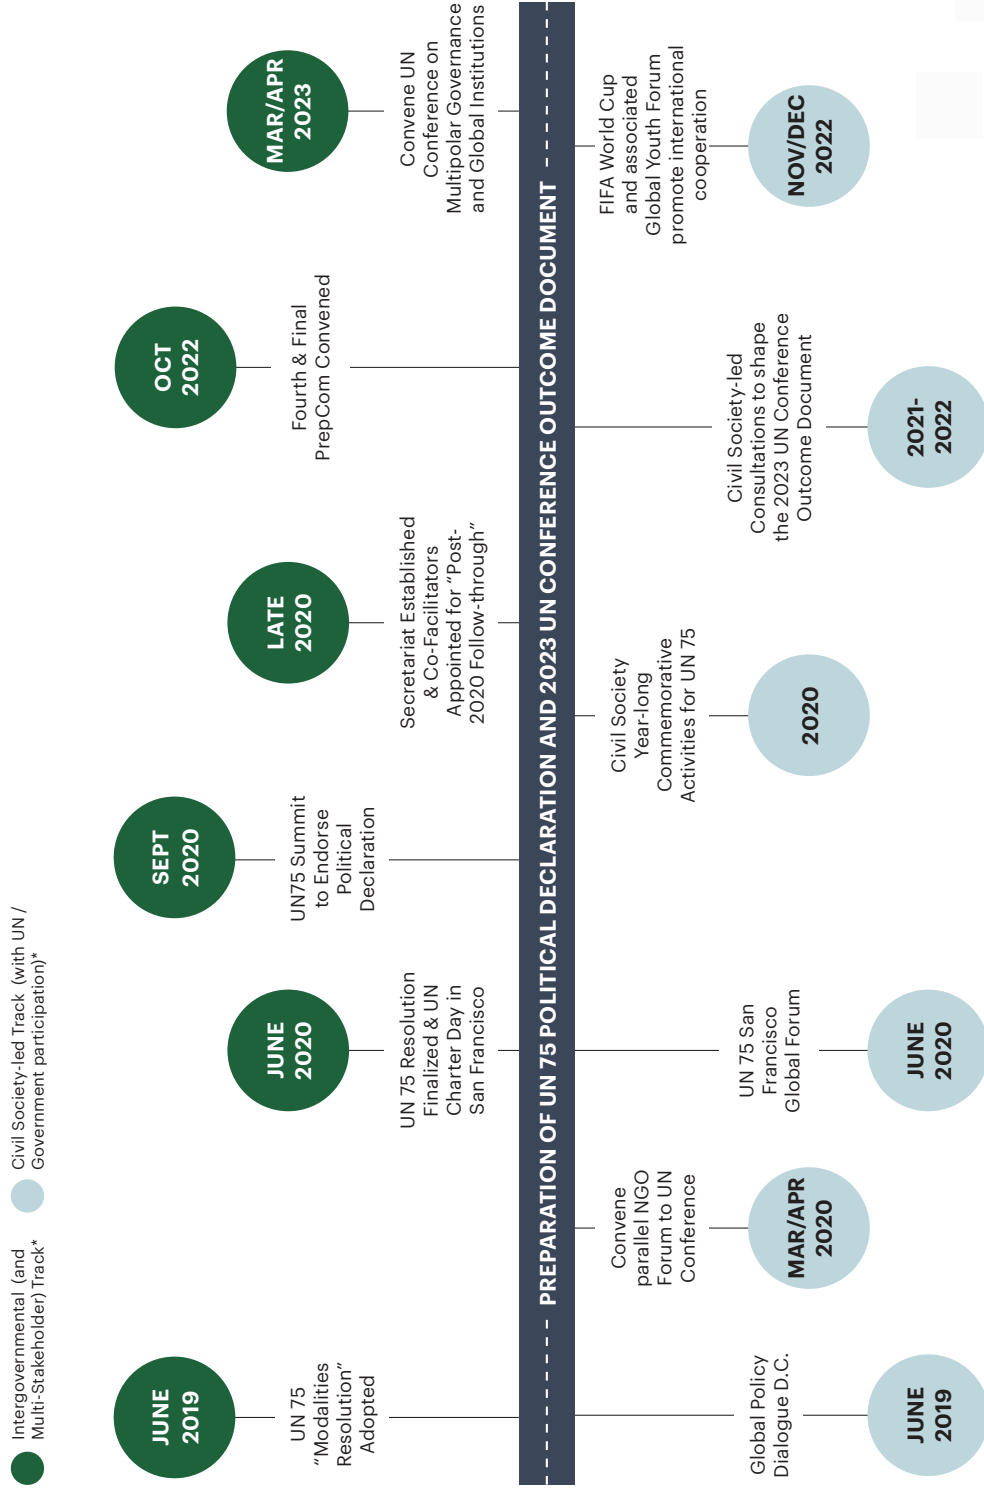 Intergovernmental (and
Multi-Stakeholder) Track*
Civil Society-led Track (with UN /
Government participation)*
JUNE
2019
UN 75
“Modalities
Resolution”
Adopted
JUNE
2020
UN 75 Resolution
Finalized & UN
Charter Day in
San Francisco
SEPT
2020
UN75 Summit
to Endorse
Political
Declaration
LATE
2020
Secretariat Established
& Co-Facilitators
Appointed for “Post-
2020 Follow-through”
OCT
2022
Fourth & Final
PrepCom Convened
MAR/APR
2023
Convene UN
Conference on
Multipolar Governance
and Global Institutions
PREPARATION OF UN 75 POLITICAL DECLARATION AND 2023 UN CONFERENCE OUTCOME DOCUMENT
Global Policy
Dialogue D.C.
JUNE
2019
Convene
parallel NGO
Forum to UN
Conference
MAR/APR
2020
UN 75 San
Francisco
Global Forum
JUNE
2020
Civil Society
Year-long
Commemorative
Activities for UN 75
2020
Civil Society-led
Consultations to shape
the 2023 UN Conference
Outcome Document
2021-
2022
FIFA World Cup
and associated
Global Youth Forum
promote international
cooperation
NOV/DEC
2022